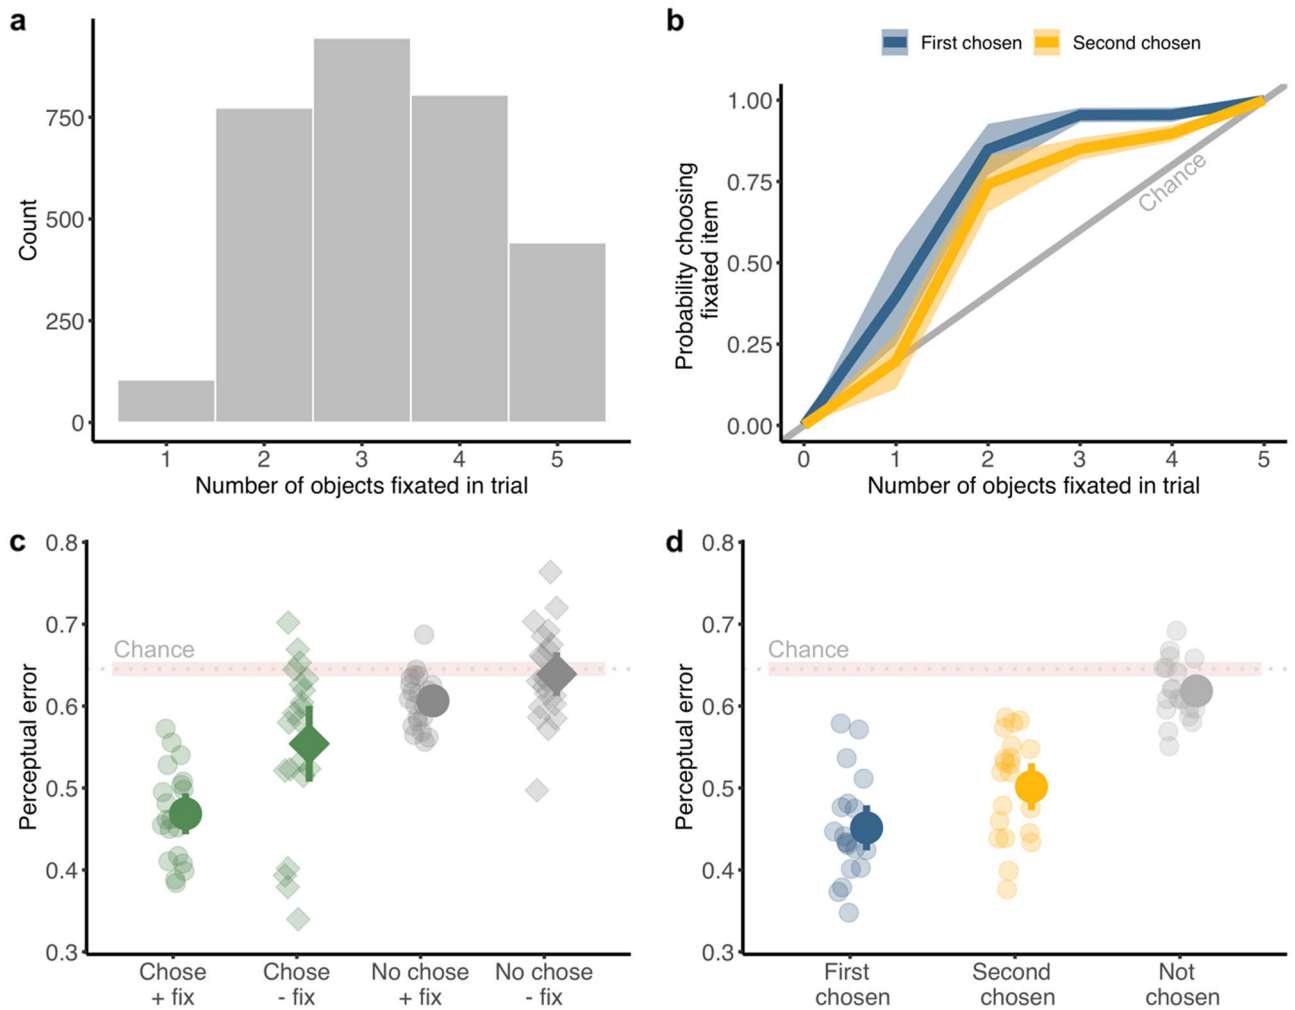 a
Count
750
500
250
0
1 2 3 4 5
Number of objects fixated in trial
b
First chosen Second chosen
Probability choosing
fixated item
1.00
0.75
0.50
0.25
0.00
Chance
0 1 2 3 4 5
Number of objects fixated in trial
c
Perceptual error
0.8
0.7
0.6
0.5
0.4
0.3
Chance
Chose Chose No chose No chose
+ fix - fix + fix - fix
d
Perceptual error
0.8
0.7
0.6
0.5
0.4
0.3
Chance
First Second Not
chosen chosen chosen